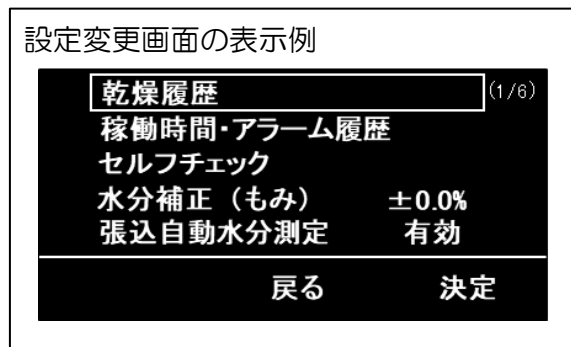 設定変更画面の表示例
乾燥履歴 (1/6)
稼働時間・アラーム履歴
セルフチェック
水分補正（もみ） ±0.0%
張込自動水分測定 有効
戻る 決定